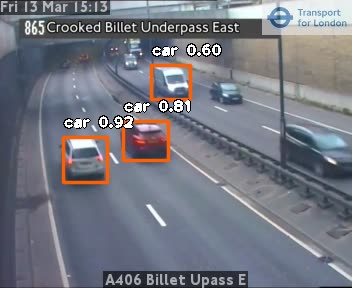 Fri 13 Mar 15:13
Transport
for London
865 Crooked Billet Underpass East
car 0.60
car 0.81
car 0.92
A406 Billet Upass E